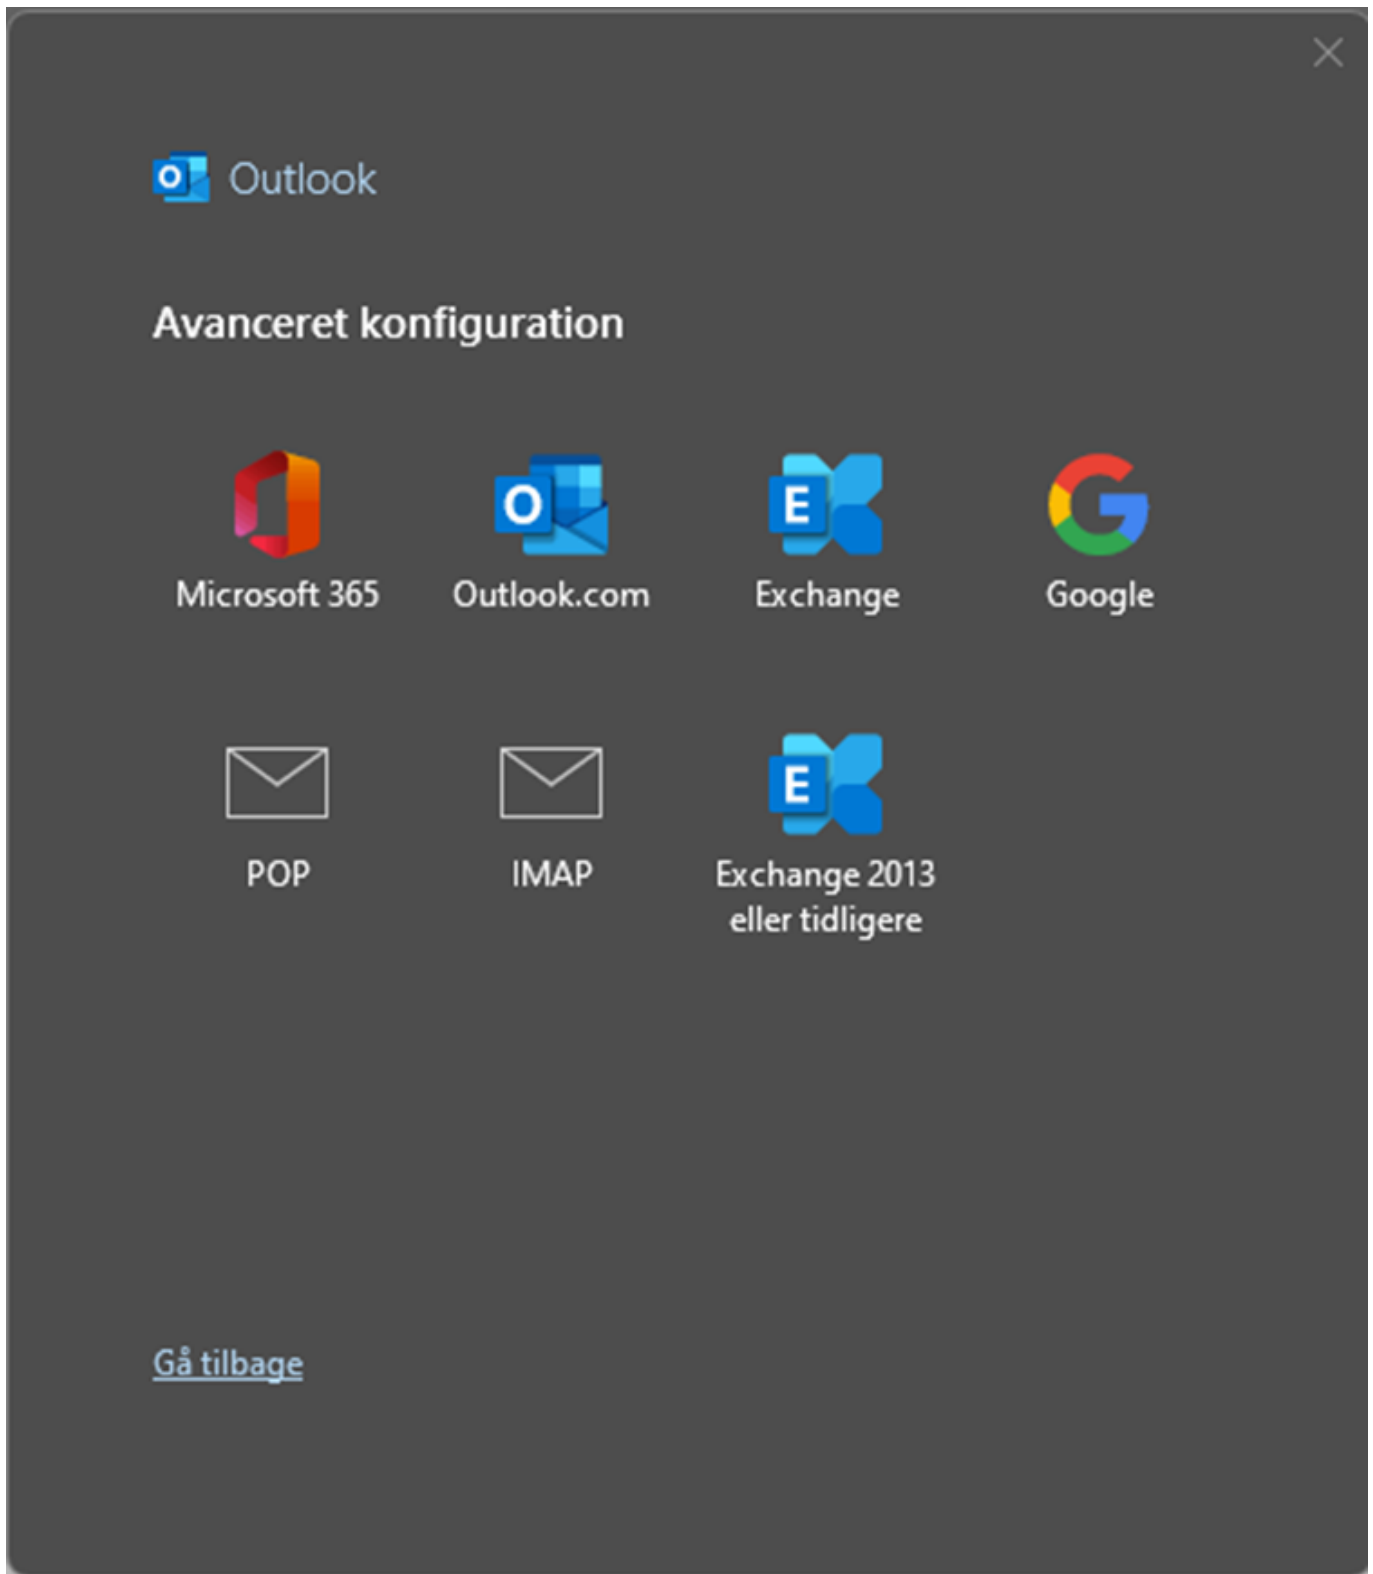 Outlook
Avanceret konfiguration
Microsoft 365
Outlook.com
Exchange
Google
POP
IMAP
Exchange 2013
eller tidligere
Gå tilbage